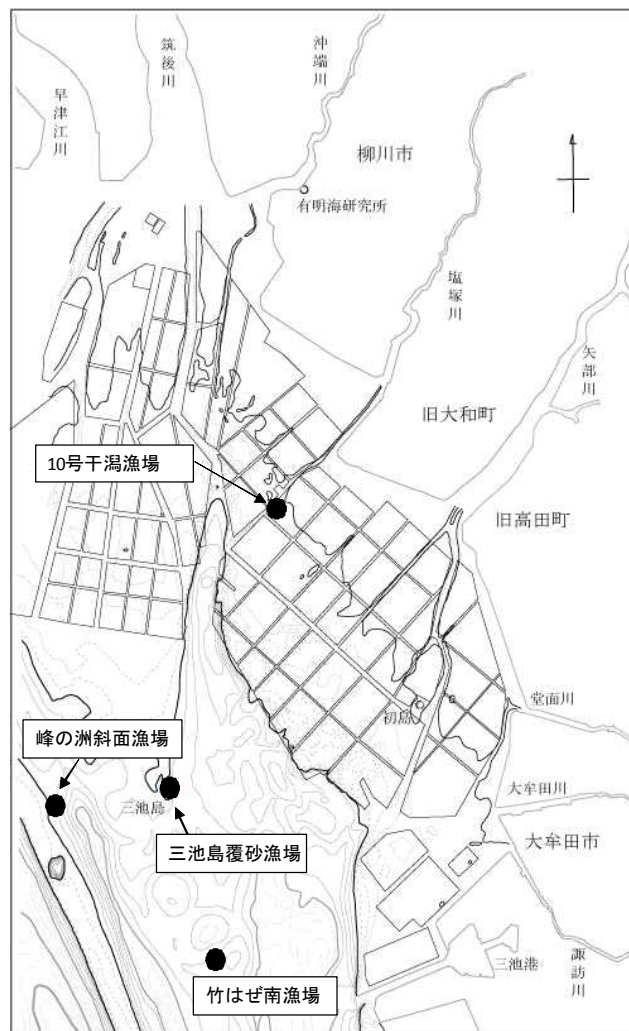 筑後川
沖端川
早津江川
柳川市
有明海研究所
塩塚川
矢部川
旧大和町
10号干潟漁場
旧高田町
堂面川
初島
峰の洲斜面漁場
大牟田川
三池島
三池島覆砂漁場
大牟田市
三池港
諏訪川
竹はぜ南漁場